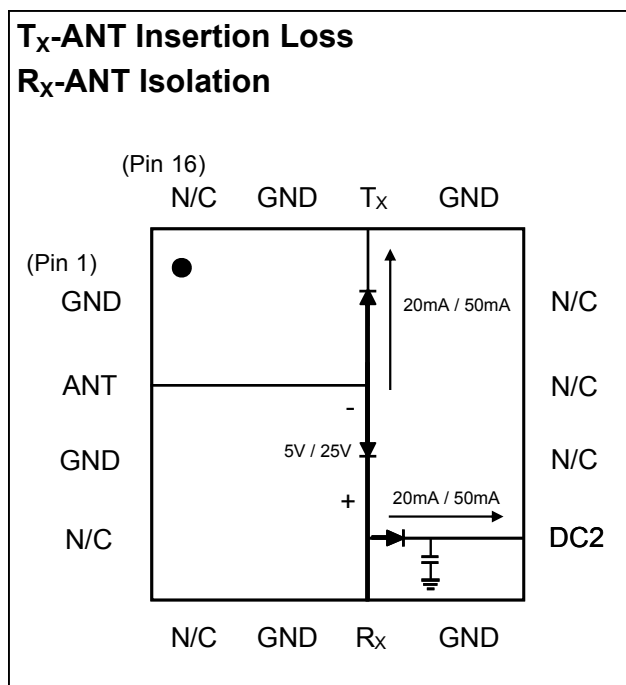 TX-ANT Insertion Loss
RX-ANT Isolation
(Pin 16)
N/C GND TX GND
(Pin 1)
GND 20mA / 50mA N/C
ANT N/C
-
GND 5V / 25V N/C
+ 20mA / 50mA
N/C DC2
N/C GND RX GND